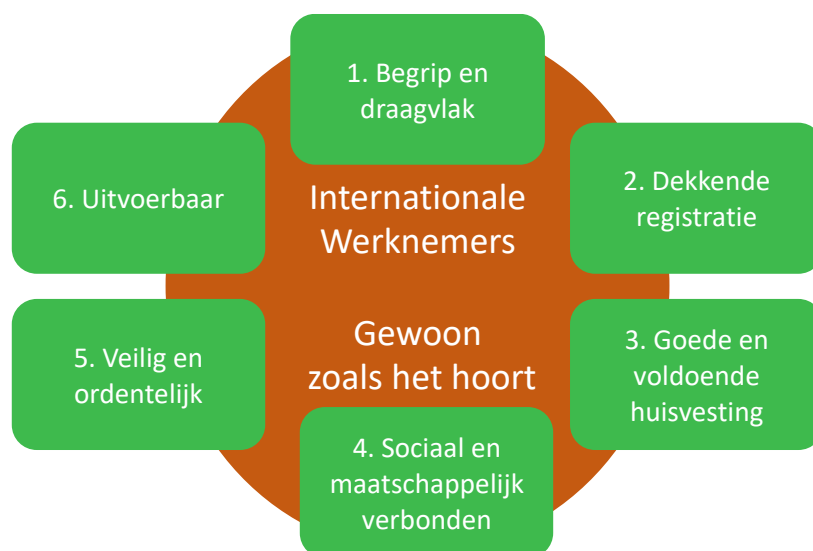 1. Begrip en
draagvlak
2. Dekkende
registratie
3. Goede en
voldoende
huisvesting
4. Sociaal en
maatschappelijk
verbonden
5. Veilig en
ordentelijk
6. Uitvoerbaar
Internationale
Werknemers
Gewoon
zoals het hoort